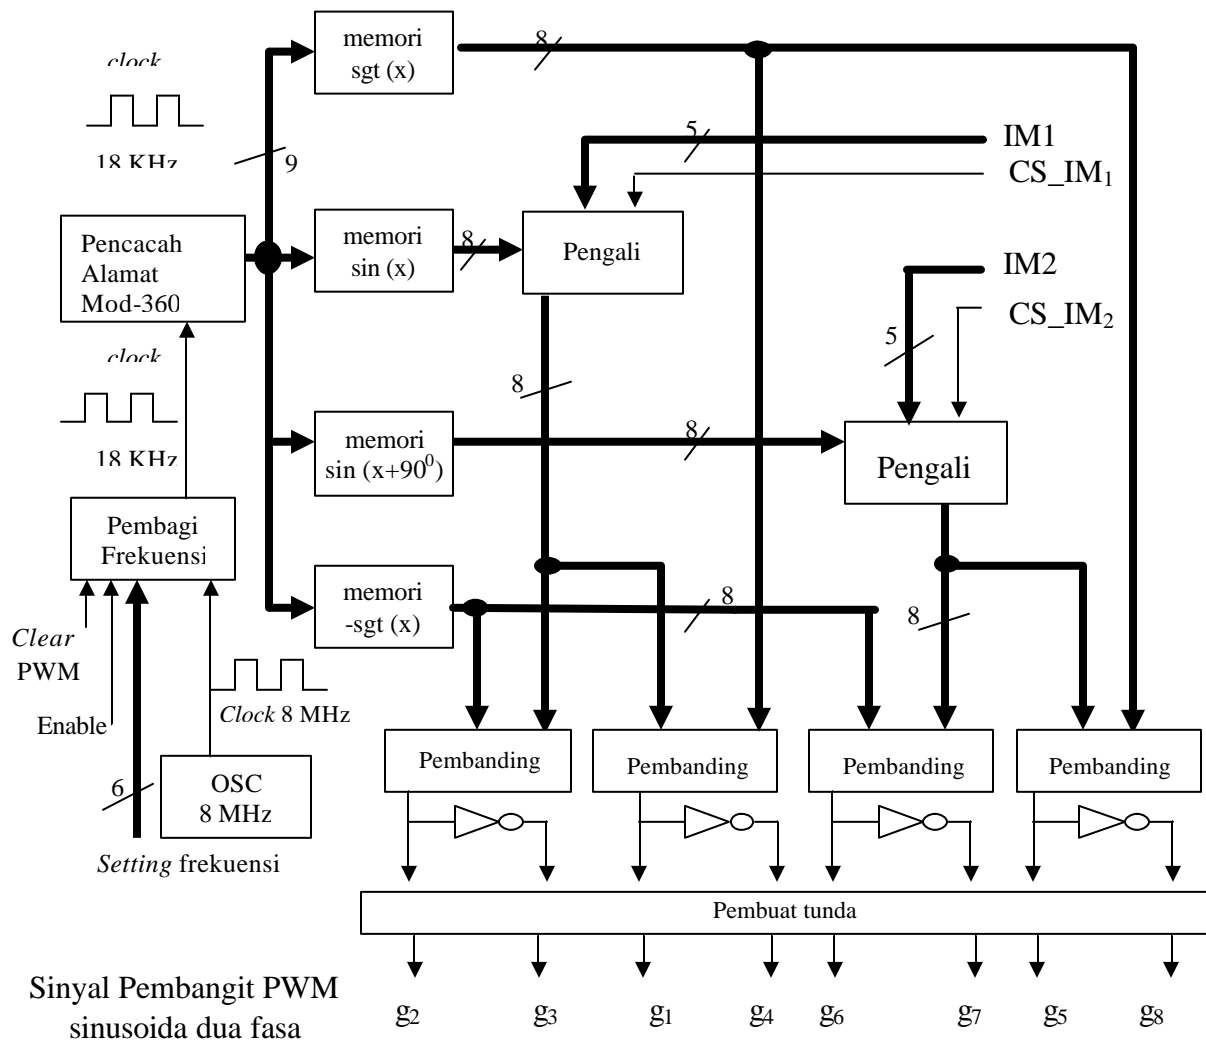 clock
18 KHz
9
memori
sgt (x)
8
5
IM1
CS_IM1
Pencacah
Alamat
Mod-360
memori
sin (x)
8
Pengali
IM2
CS_IM2
5
clock
18 KHz
8
memori
sin (x+90⁰)
8
Pengali
Pembagi
Frekuensi
memori
-sgt (x)
8
8
Clear
PWM
Enable
Clock 8 MHz
6
OSC
8 MHz
Setting frekuensi
Pembanding
Pembanding
Pembanding
Pembanding
Pembuat tunda
g2 g3 g1 g4 g6 g7 g5 g8
Sinyal Pembangit PWM
sinusoida dua fasa